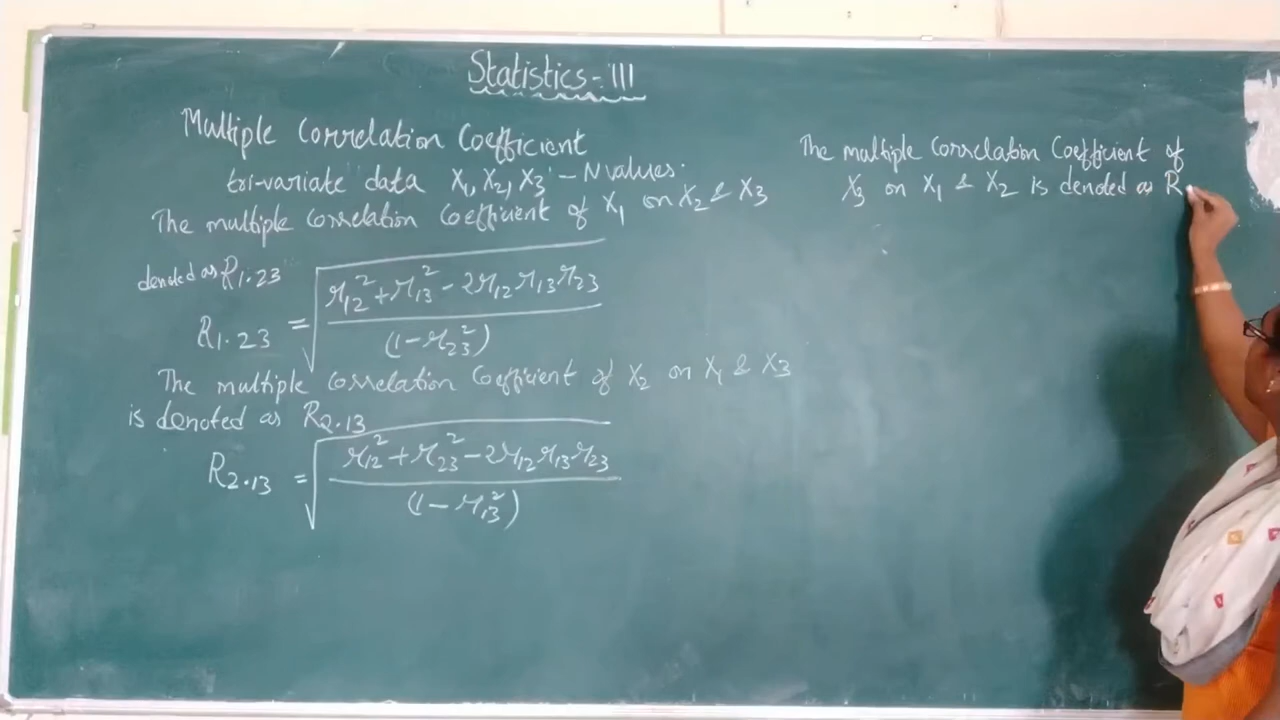 Statistics - III
Multiple Correlation Coefficient
tri-variate data X₁, X₂, X₃ - N values.
The multiple correlation Coefficient of X₁ on X₂ & X₃
denoted as R₁.₂₃
R₁.₂₃ = √((r₁₂² + r₁₃² - 2r₁₂ r₁₃ r₂₃) / (1 - r₂₃²))
The multiple Correlation Coefficient of X₂ on X₁ & X₃
is denoted as R₂.₁₃
R₂.₁₃ = √((r₁₂² + r₂₃² - 2r₁₂ r₁₃ r₂₃) / (1 - r₁₃²))
The multiple Correlation Coefficient of
X₃ on X₁ & X₂ is denoted as R